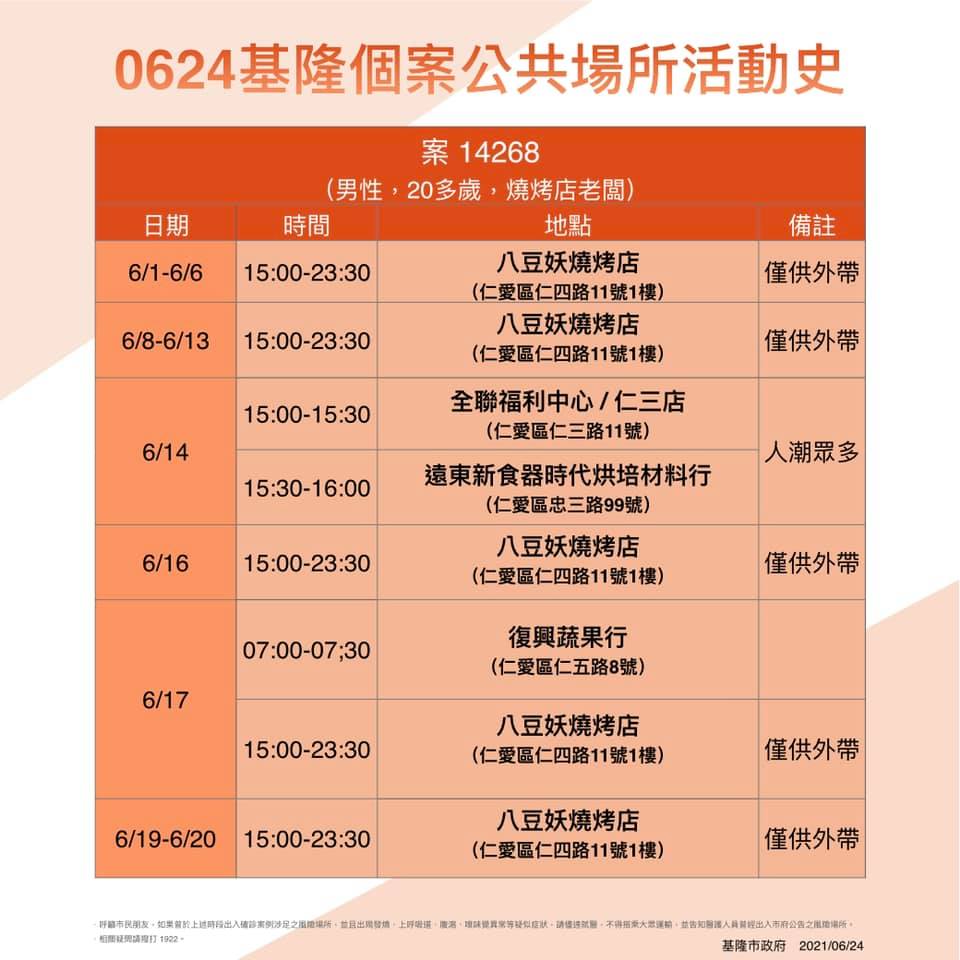 0624基隆個案公共場所活動史
案 14268
（男性，20多歲，燒烤店老闆）
日期 時間 地點 備註
6/1-6/6 15:00-23:30 八豆妖燒烤店 僅供外帶
（仁愛區仁四路11號1樓）
6/8-6/13 15:00-23:30 八豆妖燒烤店 僅供外帶
（仁愛區仁四路11號1樓）
6/14 15:00-15:30 全聯福利中心 / 仁三店 人潮眾多
（仁愛區仁三路11號）
15:30-16:00 遠東新食器時代烘培材料行
（仁愛區忠三路99號）
6/16 15:00-23:30 八豆妖燒烤店 僅供外帶
（仁愛區仁四路11號1樓）
6/17 07:00-07;30 復興蔬果行
（仁愛區仁五路8號）
15:00-23:30 八豆妖燒烤店 僅供外帶
（仁愛區仁四路11號1樓）
6/19-6/20 15:00-23:30 八豆妖燒烤店 僅供外帶
（仁愛區仁四路11號1樓）
· 呼籲市民朋友，如果曾於上述時段出入確診案例涉足之風險場所，並且出現發燒、上呼吸道、腹瀉、嗅味覺異常等疑似症狀，請儘速就醫，不得搭乘大眾運輸，並告知醫護人員曾經出入市府公告之風險場所。
· 相關疑問請撥打 1922。
基隆市政府 2021/06/24